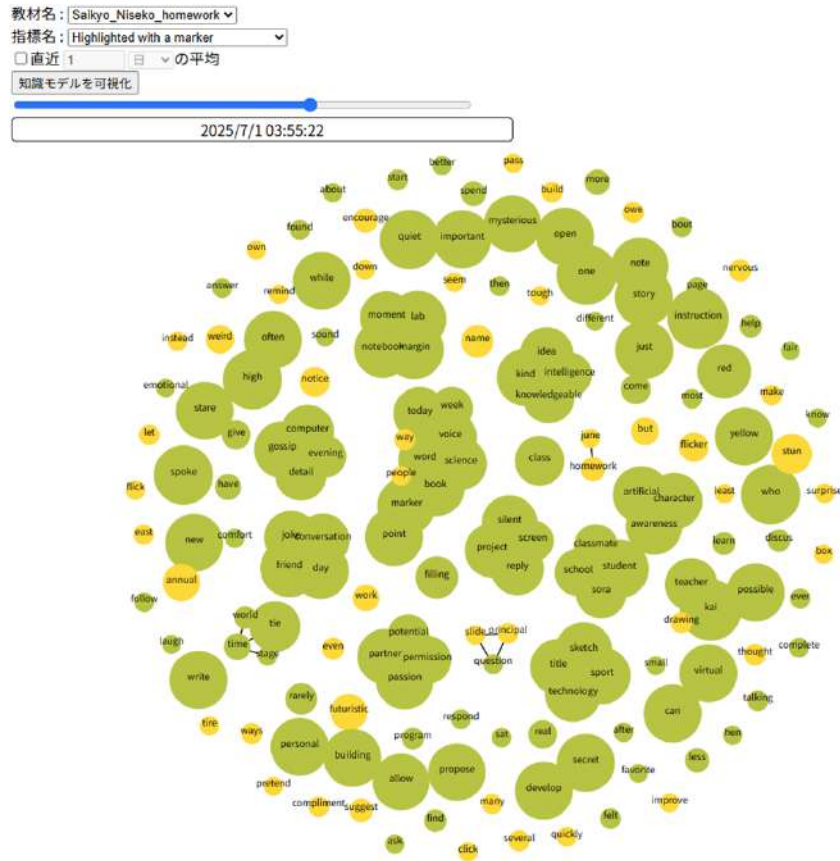 教材名 : Saikyo_Niseko_homework
指標名 : Highlighted with a marker
直近 1 日 の平均
知識モデルを可視化
2025/7/1 03:55:22
better pass
start more
about spend build
encourage mysterious owe
found quiet important open bout
own
down one note nervous
while seem then
answer remind tough story page
moment lab instruction
instead weird often sound different help
notebook margin name just
idea fair
high kind intelligence red
emotional notice come most make
knowledgeable
stare today week
give computer way voice june but yellow know
let gossip evening word science class flicker stun
spoke detail people homework
have book artificial character least who surprise
flick marker
silent awareness
east new comfort joke conversation point screen classmate learn discus box
project
annual friend day filling reply school student teacher possible
sora kai ever
follow world work drawing
tie
time potential slide principal sketch thought complete
laugh stage even partner permission question title sport small virtual
write passion technology talking
rarely can
futuristic respond
tire ways program sat real after hen
personal building less
propose secret favorite
pretend allow develop
compliment suggest many improve
find felt
several quickly
ask click